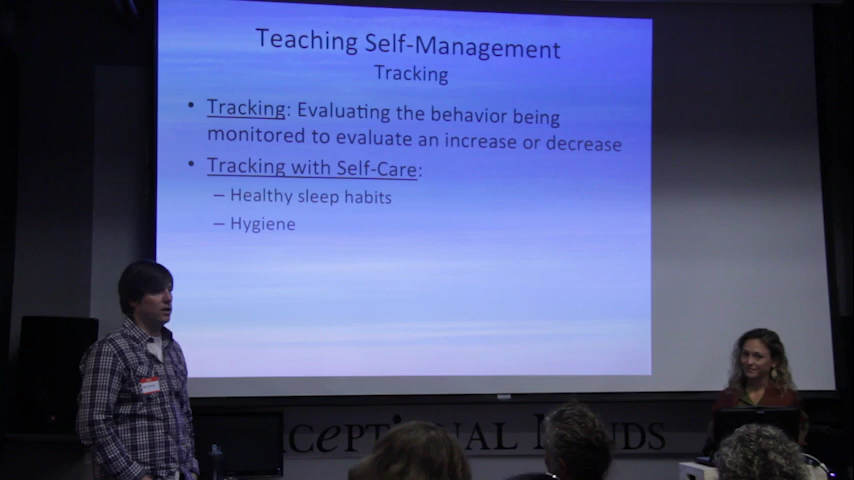 Teaching Self-Management
Tracking
• Tracking: Evaluating the behavior being
monitored to evaluate an increase or decrease
• Tracking with Self-Care:
– Healthy sleep habits
– Hygiene